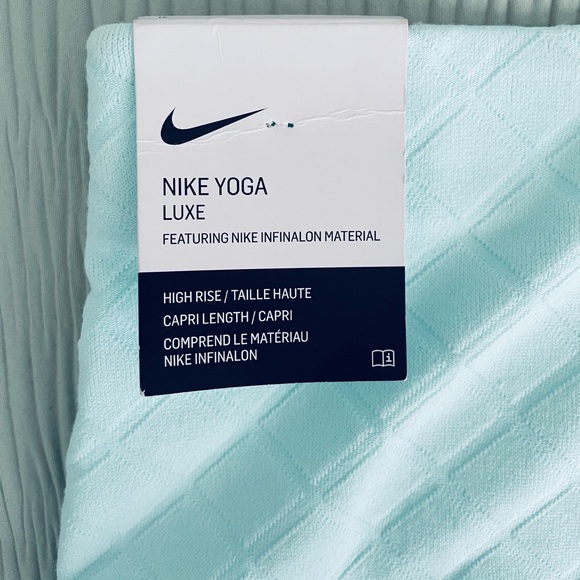 NIKE YOGA
LUXE
FEATURING NIKE INFINALON MATERIAL
HIGH RISE / TAILLE HAUTE
CAPRI LENGTH / CAPRI
COMPREND LE MATÉRIAU
NIKE INFINALON